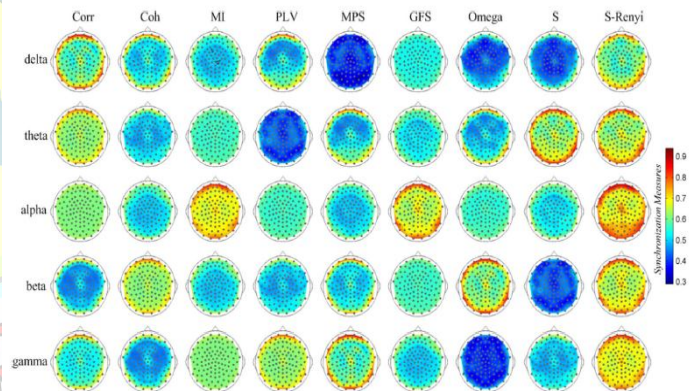 Corr Coh MI PLV MPS GFS Omega S S-Renyi
delta
theta
alpha
beta
gamma
0.9
0.8
0.7
0.6
0.5
0.4
0.3
Synchronization Measures